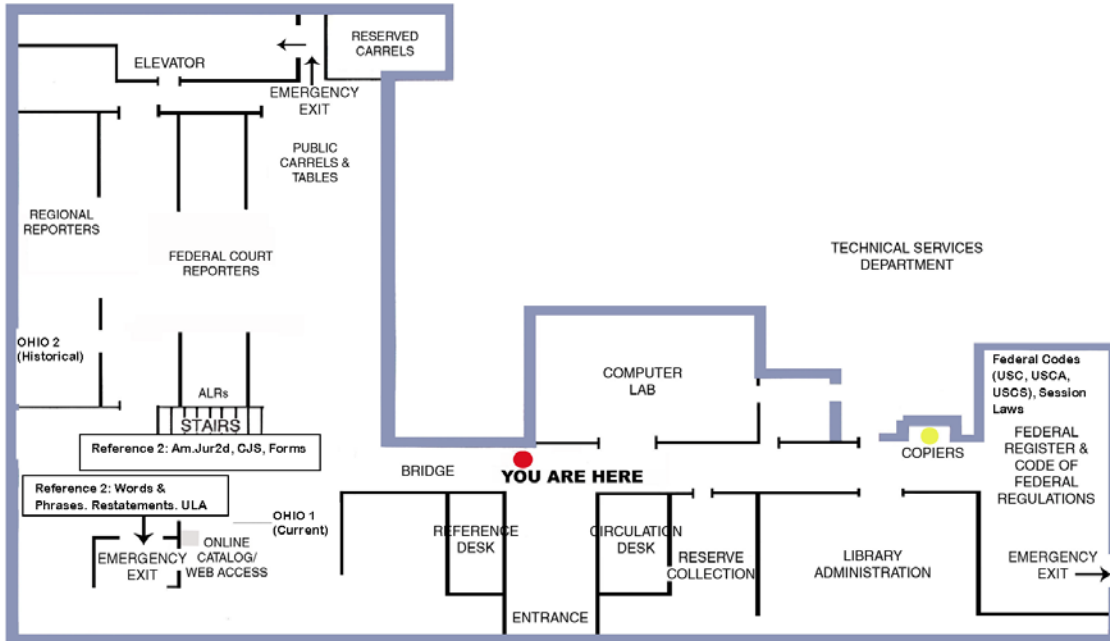 RESERVED
CARRELS
ELEVATOR
EMERGENCY
EXIT
PUBLIC
CARRELS &
TABLES
REGIONAL
REPORTERS
FEDERAL COURT
REPORTERS
TECHNICAL SERVICES
DEPARTMENT
OHIO 2
(Historical)
ALRs
STAIRS
COMPUTER
LAB
Federal Codes
(USC, USCA,
USCS), Session
Laws
FEDERAL
REGISTER &
CODE OF
FEDERAL
REGULATIONS
COPIERS
Reference 2: Am.Jur2d, CJS, Forms
BRIDGE
YOU ARE HERE
Reference 2: Words &
Phrases. Restatements. ULA
OHIO 1
(Current)
ONLINE
CATALOG/
WEB ACCESS
EMERGENCY
EXIT
REFERENCE
DESK
CIRCULATION
DESK
RESERVE
COLLECTION
LIBRARY
ADMINISTRATION
EMERGENCY
EXIT
ENTRANCE